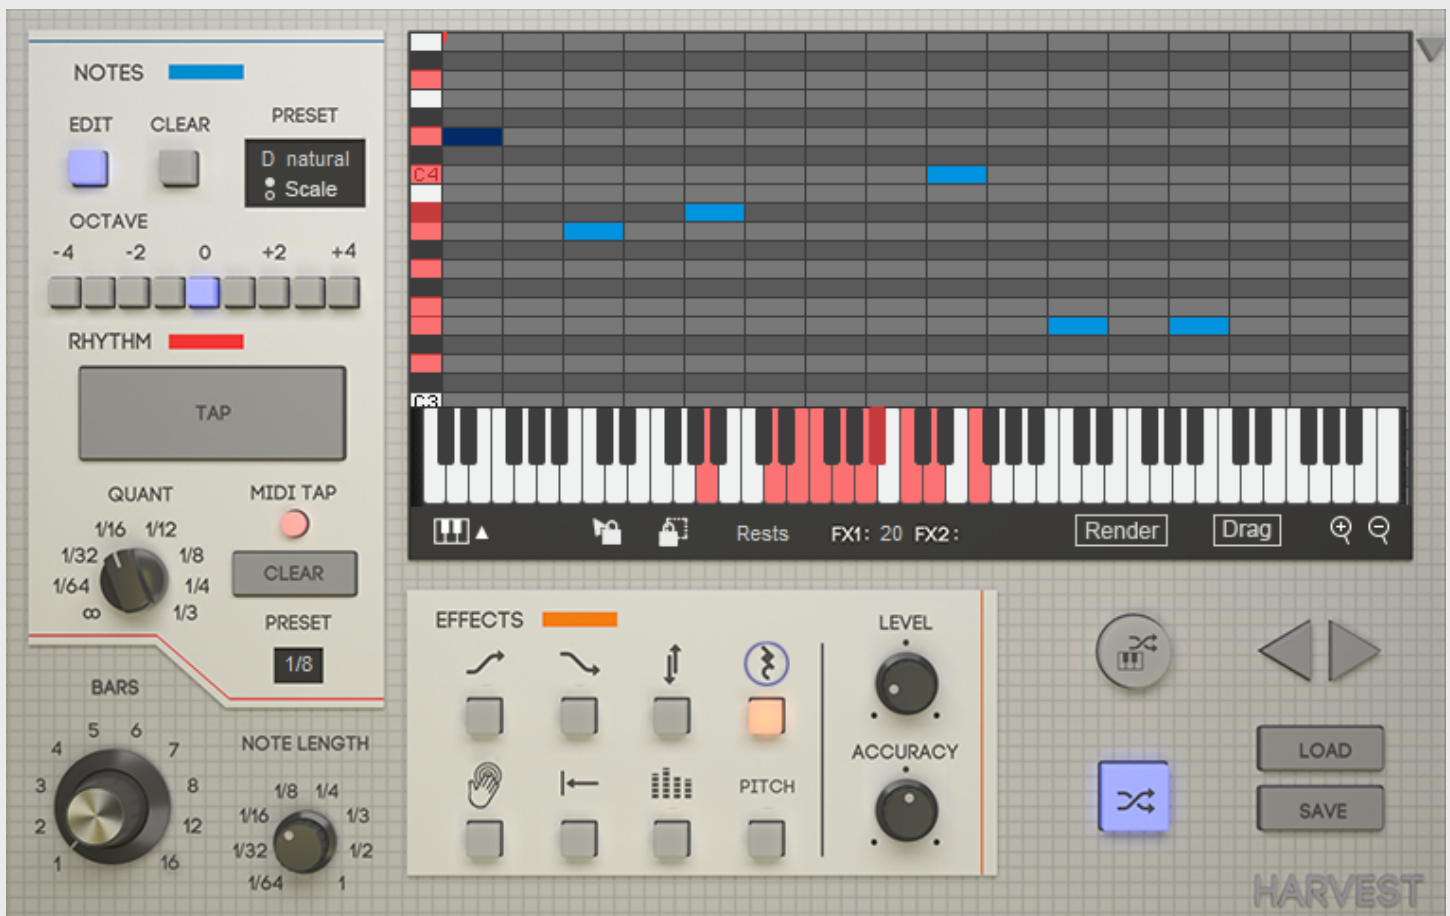 NOTES
EDIT CLEAR PRESET
D natural
Scale
OCTAVE
-4 -2 0 +2 +4
RHYTHM
TAP
QUANT MIDI TAP
1/16 1/12
1/32 1/8
1/64 1/4
∞ 1/3
CLEAR
PRESET
1/8
BARS
1 2 3 4 5 6 7 8 12 16
NOTE LENGTH
1/8 1/4
1/16 1/3
1/32 1/2
1/64 1
C4
C3
Rests FX1: 20 FX2: Render Drag
EFFECTS
PITCH
LEVEL
ACCURACY
LOAD
SAVE
HARVEST